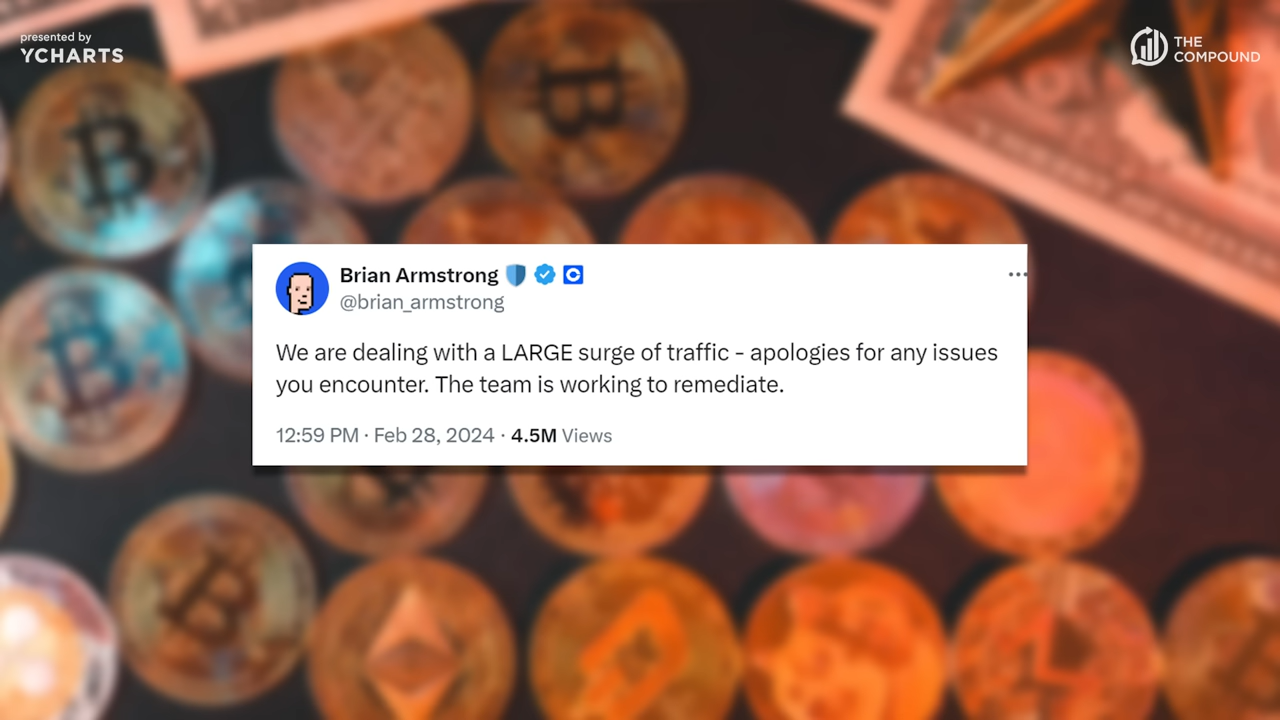 presented by
YCHARTS
THE
COMPOUND
Brian Armstrong
@brian_armstrong
We are dealing with a LARGE surge of traffic - apologies for any issues
you encounter. The team is working to remediate.
12:59 PM · Feb 28, 2024 · 4.5M Views